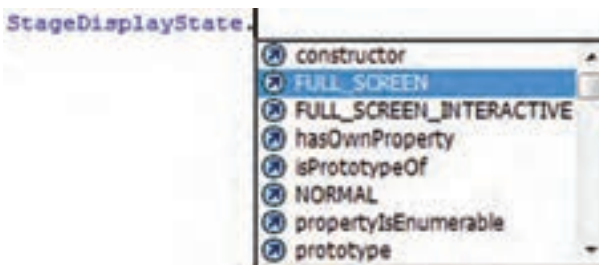 StageDisplayState.
constructor
FULL_SCREEN
FULL_SCREEN_INTERACTIVE
hasOwnProperty
isPrototypeOf
NORMAL
propertyIsEnumerable
prototype